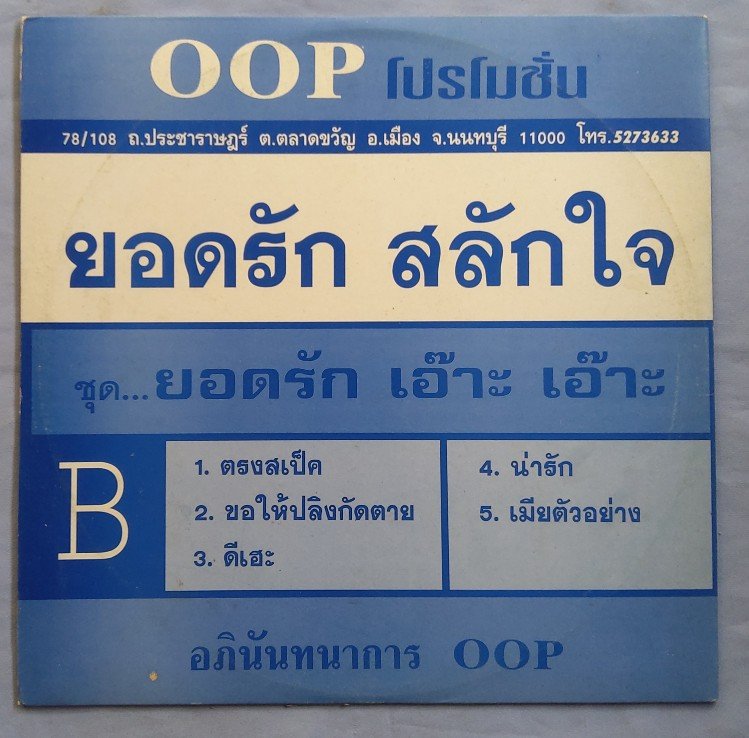 OOP โปรโมชั่น
78/108 ถ.ประชาราษฎร์ ต.ตลาดขวัญ อ.เมือง จ.นนทบุรี 11000 โทร.5273633
ยอดรัก สลักใจ
ชุด...ยอดรัก เอ๊าะ เอ๊าะ
B
1. ตรงสเป็ค
2. ขอให้ปลิงกัดตาย
3. ดีเฮะ
4. น่ารัก
5. เมียตัวอย่าง
อภินันทนาการ OOP